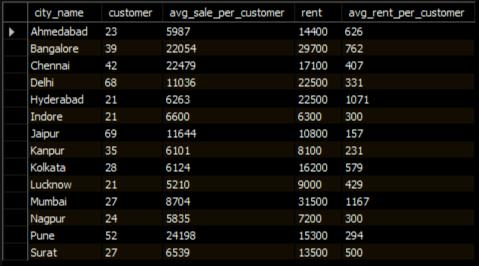 city_name customer avg_sale_per_customer rent avg_rent_per_customer
Ahmedabad 23 5987 14400 626
Bangalore 39 22054 29700 762
Chennai 42 22479 17100 407
Delhi 68 11036 22500 331
Hyderabad 21 6263 22500 1071
Indore 21 6600 6300 300
Jaipur 69 11644 10800 157
Kanpur 35 6101 8100 231
Kolkata 28 6124 16200 579
Lucknow 21 5210 9000 429
Mumbai 27 8704 31500 1167
Nagpur 24 5835 7200 300
Pune 52 24198 15300 294
Surat 27 6539 13500 500